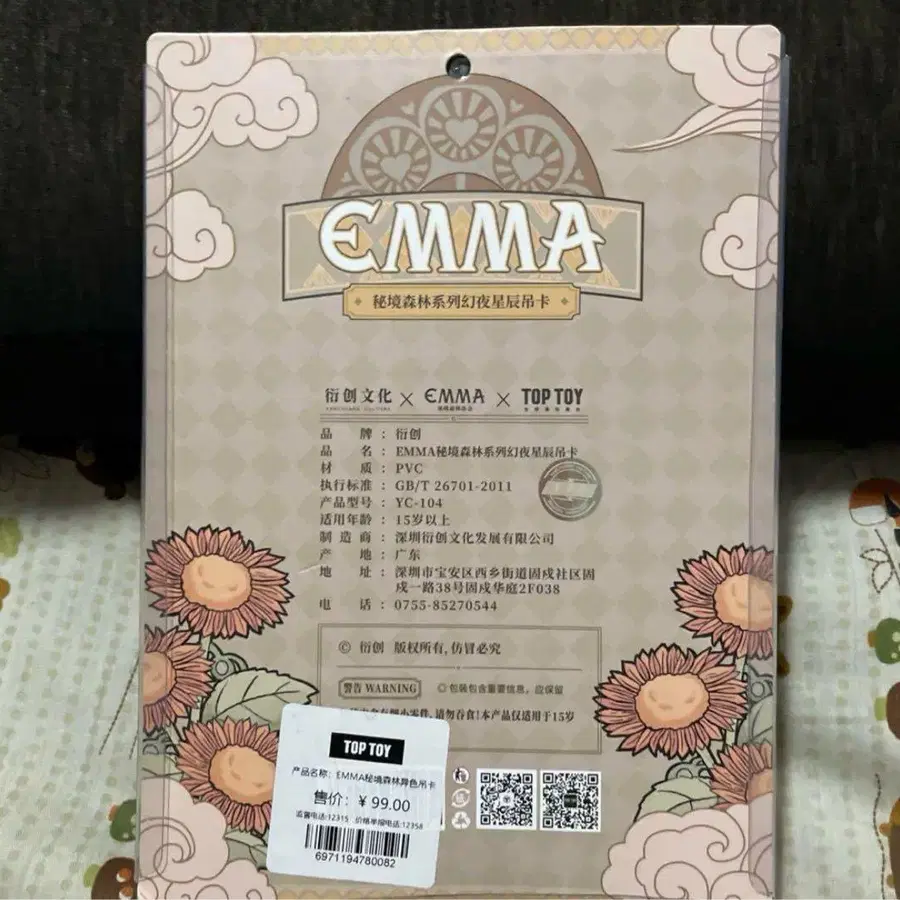 EMMA
秘境森林系列幻夜星辰吊卡
衍创文化 × EMMA × TOP TOY
品 牌：衍创
品 名：EMMA秘境森林系列幻夜星辰吊卡
材 质：PVC
执行标准：GB/T 26701-2011
产品型号：YC-104
适用年龄：15岁以上
制 造 商：深圳衍创文化发展有限公司
产 地：广东
地 址：深圳市宝安区西乡街道固戍社区固
戍一路38号固戍华庭2F038
电 话：0755-85270544
© 衍创 版权所有,仿冒必究
警告 WARNING
◎包装包含重要信息，应保留
小零件,请勿吞食!本产品仅适用于15岁
TOP TOY
产品名称：EMMA秘境森林异色吊卡
售价：¥ 99.00
监督电话:12315 .价格举报电话:12358
6971194780082